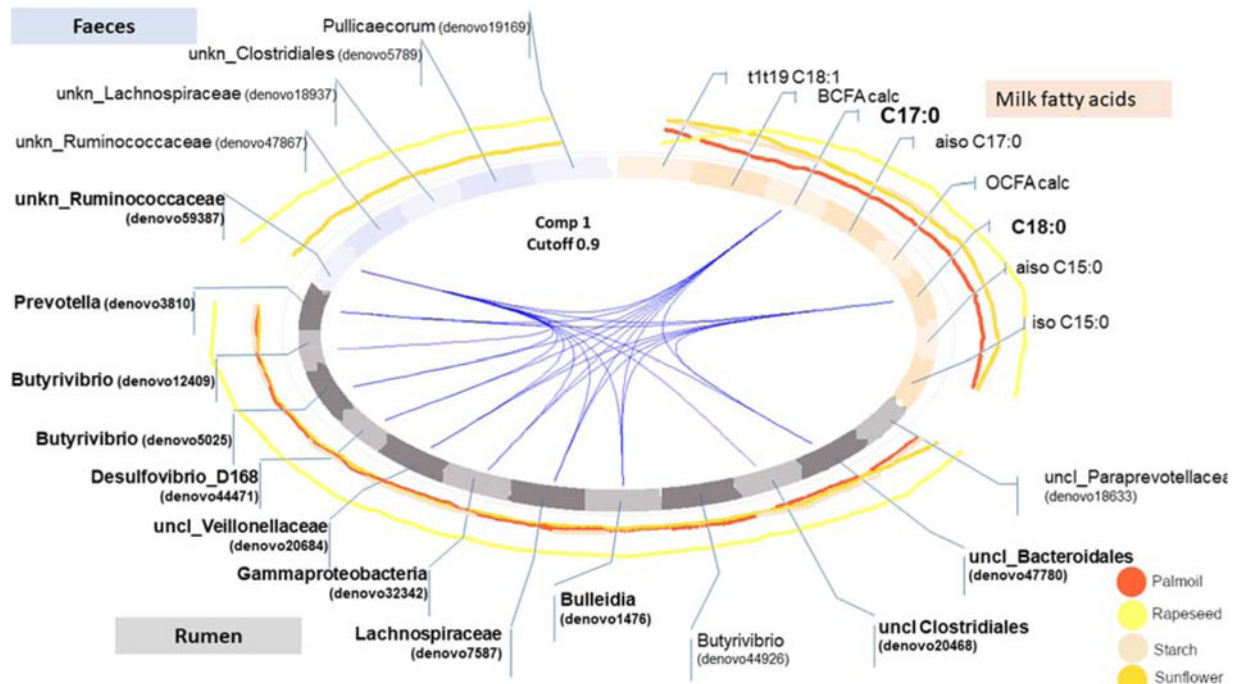 Faeces
Pullicaecorum (denovo19169)
unkn_Clostridiales (denovo5789)
unkn_Lachnospiraceae (denovo18937)
unkn_Ruminococcaceae (denovo47867)
unkn_Ruminococcaceae
(denovo59387)
t1t19 C18:1
BCFA calc
C17:0
Milk fatty acids
aiso C17:0
OCFA calc
C18:0
aiso C15:0
iso C15:0
Comp 1
Cutoff 0.9
Prevotella (denovo3810)
Butyrivibrio (denovo12409)
Butyrivibrio (denovo5025)
Desulfovibrio_D168
(denovo44471)
uncl_Veillonellaceae
(denovo20684)
Gammaproteobacteria
(denovo32342)
Lachnospiraceae
(denovo7587)
Bulleidia
(denovo1476)
Butyrivibrio
(denovo44926)
uncl Clostridiales
(denovo20468)
uncl_Bacteroidales
(denovo47780)
uncl_Paraprevotellacea
(denovo18633)
Rumen
Palmoil
Rapeseed
Starch
Sunflower